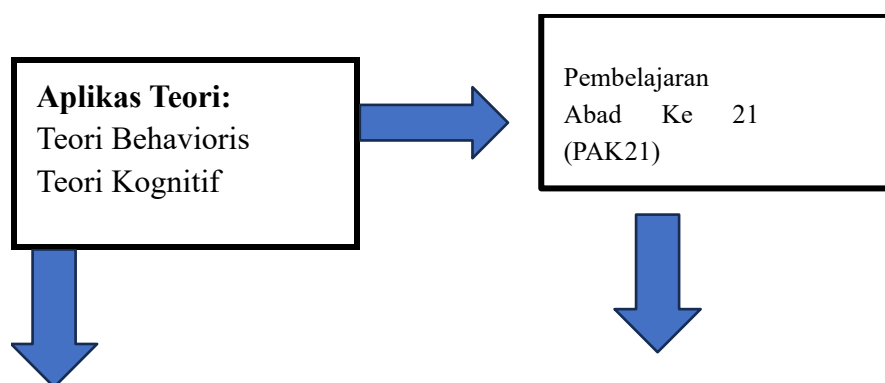 Aplikas Teori:
Teori Behavioris
Teori Kognitif
Pembelajaran
Abad Ke 21
(PAK21)